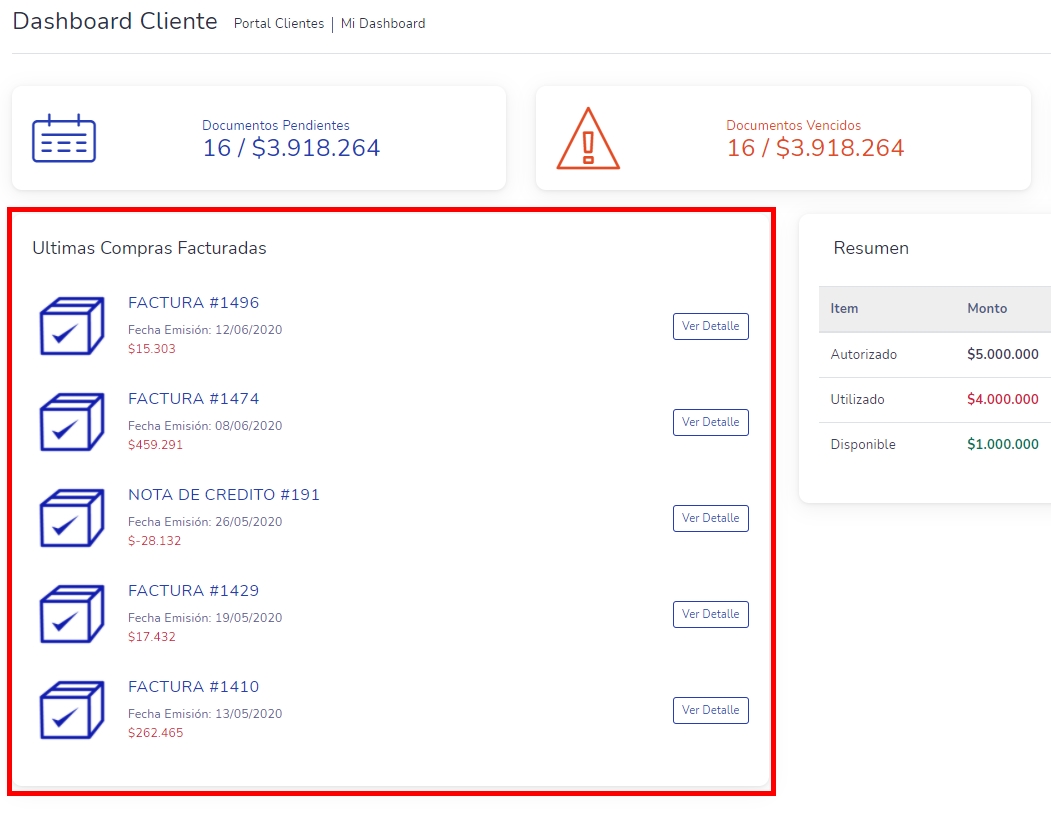 Dashboard Cliente Portal Clientes | Mi Dashboard
Documentos Pendientes
16 / $3.918.264
Documentos Vencidos
16 / $3.918.264
Ultimas Compras Facturadas
FACTURA #1496
Fecha Emisión: 12/06/2020
$15.303
Ver Detalle
FACTURA #1474
Fecha Emisión: 08/06/2020
$459.291
Ver Detalle
NOTA DE CREDITO #191
Fecha Emisión: 26/05/2020
$-28.132
Ver Detalle
FACTURA #1429
Fecha Emisión: 19/05/2020
$17.432
Ver Detalle
FACTURA #1410
Fecha Emisión: 13/05/2020
$262.465
Ver Detalle
Resumen
Item Monto
Autorizado $5.000.000
Utilizado $4.000.000
Disponible $1.000.000